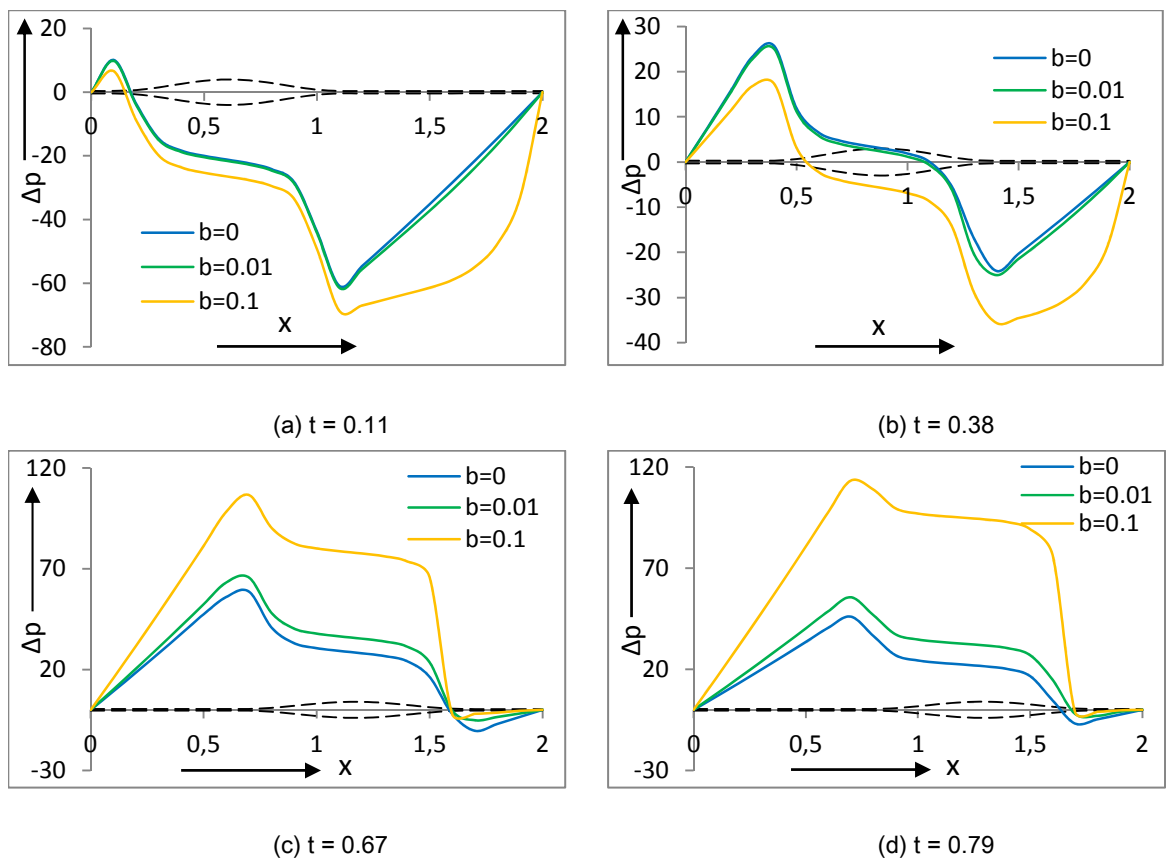 20
0
-20
-40
-60
-80
Δp
0
0,5
1
1,5
2
b=0
b=0.01
b=0.1
x
(a) t = 0.11
30
20
10
0
-10
-20
-30
-40
Δp
0
0,5
1
1,5
2
b=0
b=0.01
b=0.1
x
(b) t = 0.38
120
70
20
-30
Δp
0
0,5
1
1,5
2
b=0
b=0.01
b=0.1
x
(c) t = 0.67
120
70
20
-30
Δp
0
0,5
1
1,5
2
b=0
b=0.01
b=0.1
x
(d) t = 0.79